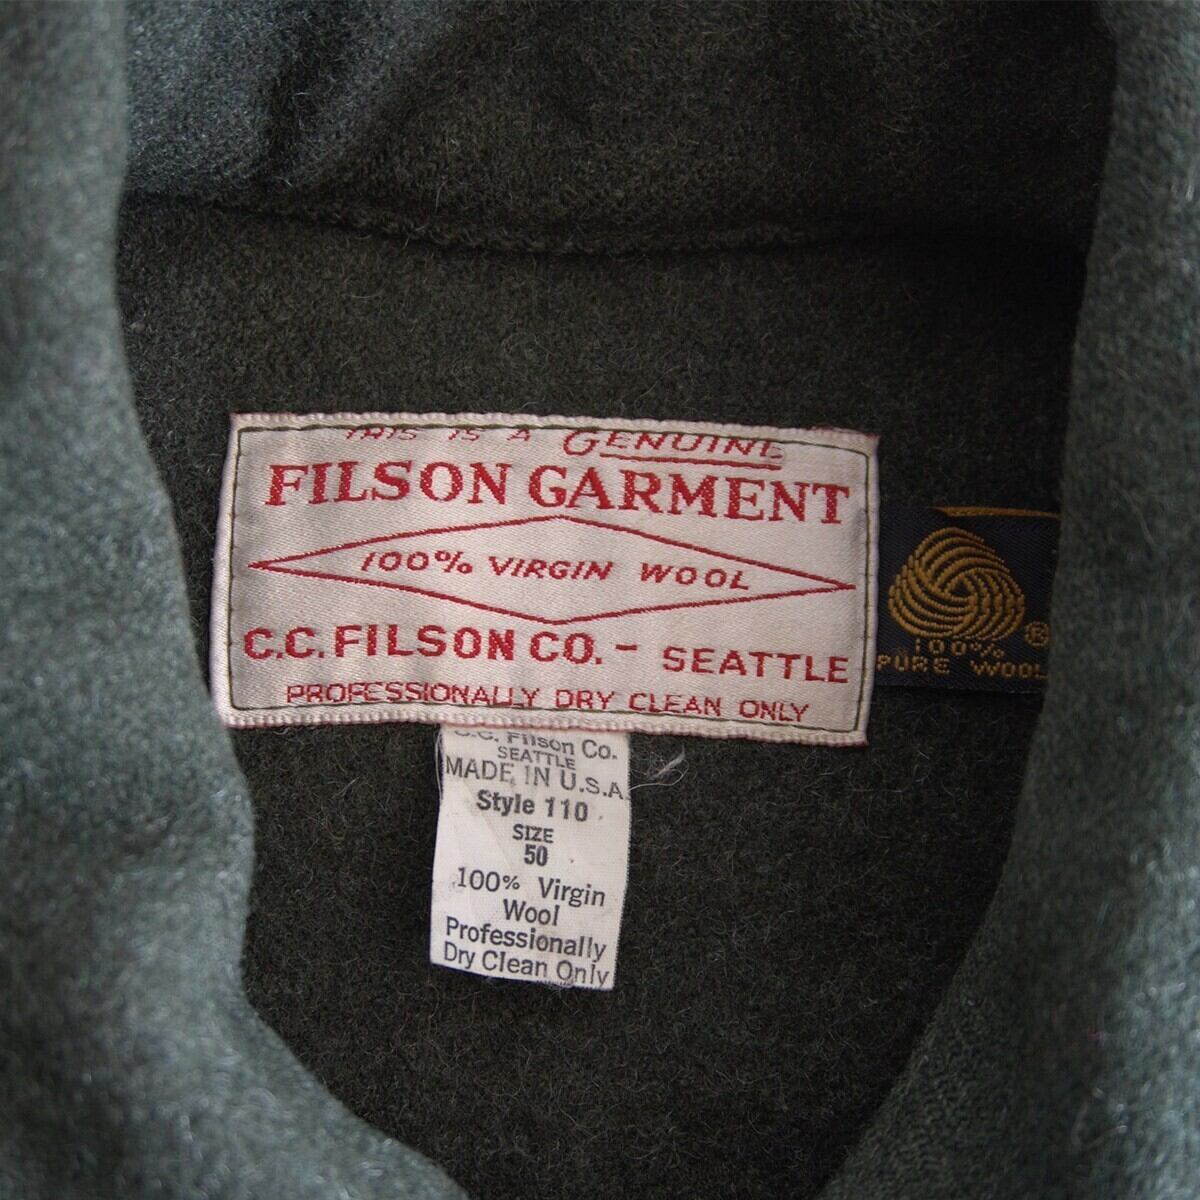 THIS IS A GENUINE
FILSON GARMENT
100% VIRGIN WOOL
C.C. FILSON CO. - SEATTLE
PROFESSIONALLY DRY CLEAN ONLY
®
100%
PURE WOOL
C.C. Filson Co.
SEATTLE
MADE IN U.S.A.
Style 110
SIZE
50
100% Virgin
Wool
Professionally
Dry Clean Only